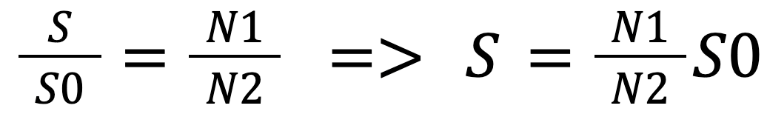 S/S0 = N1/N2 => S = N1/N2 S0